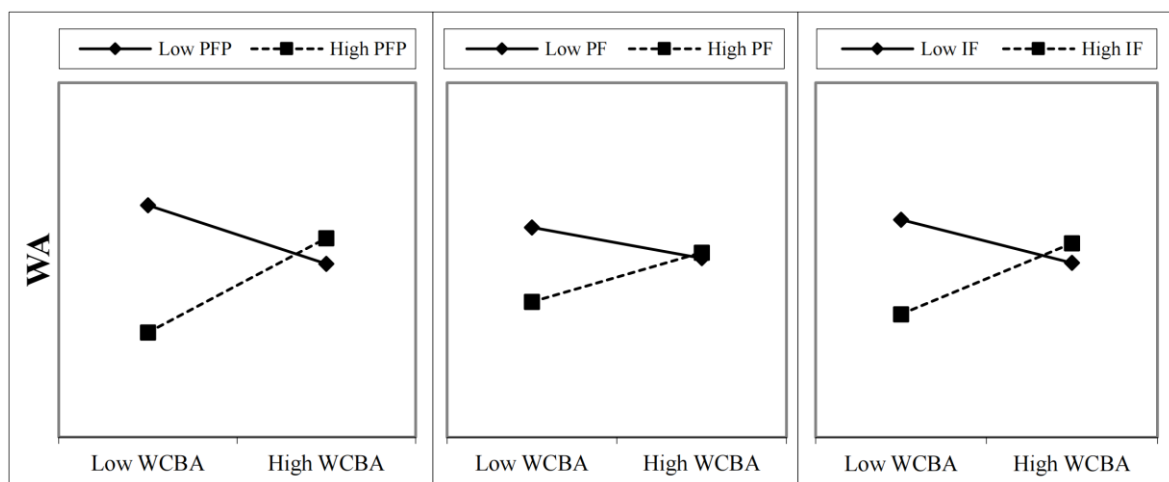 Low PFP High PFP
Low PF High PF
Low IF High IF
WA
Low WCBA High WCBA
Low WCBA High WCBA
Low WCBA High WCBA